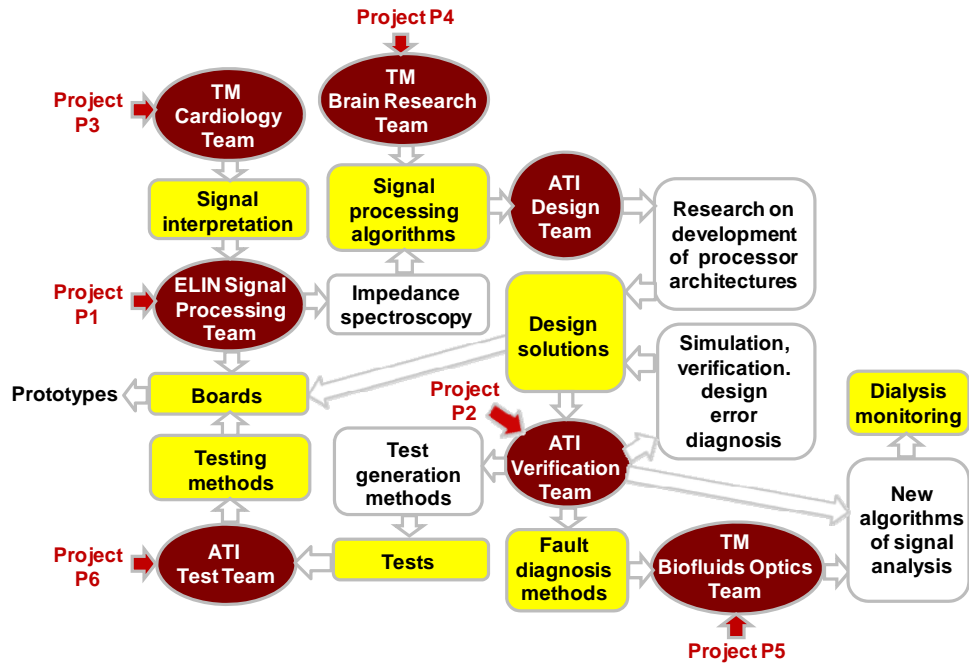 Project P4
TM
Brain Research
Team
Project
P3
TM
Cardiology
Team
Signal
interpretation
Signal
processing
algorithms
ATI
Design
Team
Research on
development
of processor
architectures
Project
P1
ELIN Signal
Processing
Team
Impedance
spectroscopy
Design
solutions
Simulation,
verification.
design
error
diagnosis
Prototypes
Boards
Project
P2
Dialysis
monitoring
Testing
methods
Test
generation
methods
ATI
Verification
Team
New
algorithms
of signal
analysis
Project
P6
ATI
Test Team
Tests
Fault
diagnosis
methods
TM
Biofluids Optics
Team
Project P5